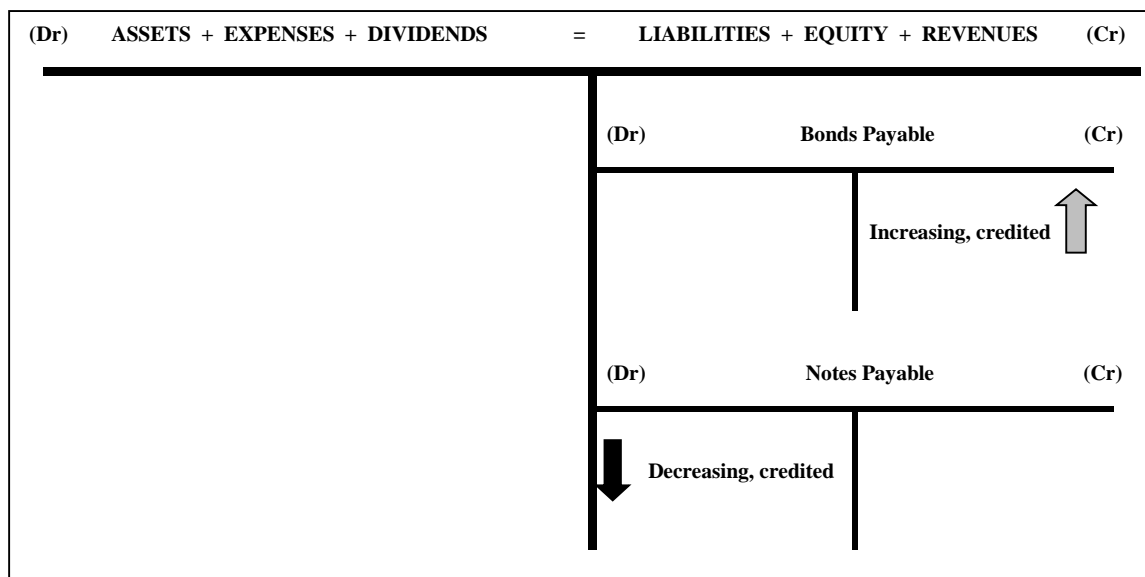 (Dr) ASSETS + EXPENSES + DIVIDENDS = LIABILITIES + EQUITY + REVENUES (Cr)
(Dr) Bonds Payable (Cr)
Increasing, credited
(Dr) Notes Payable (Cr)
Decreasing, credited